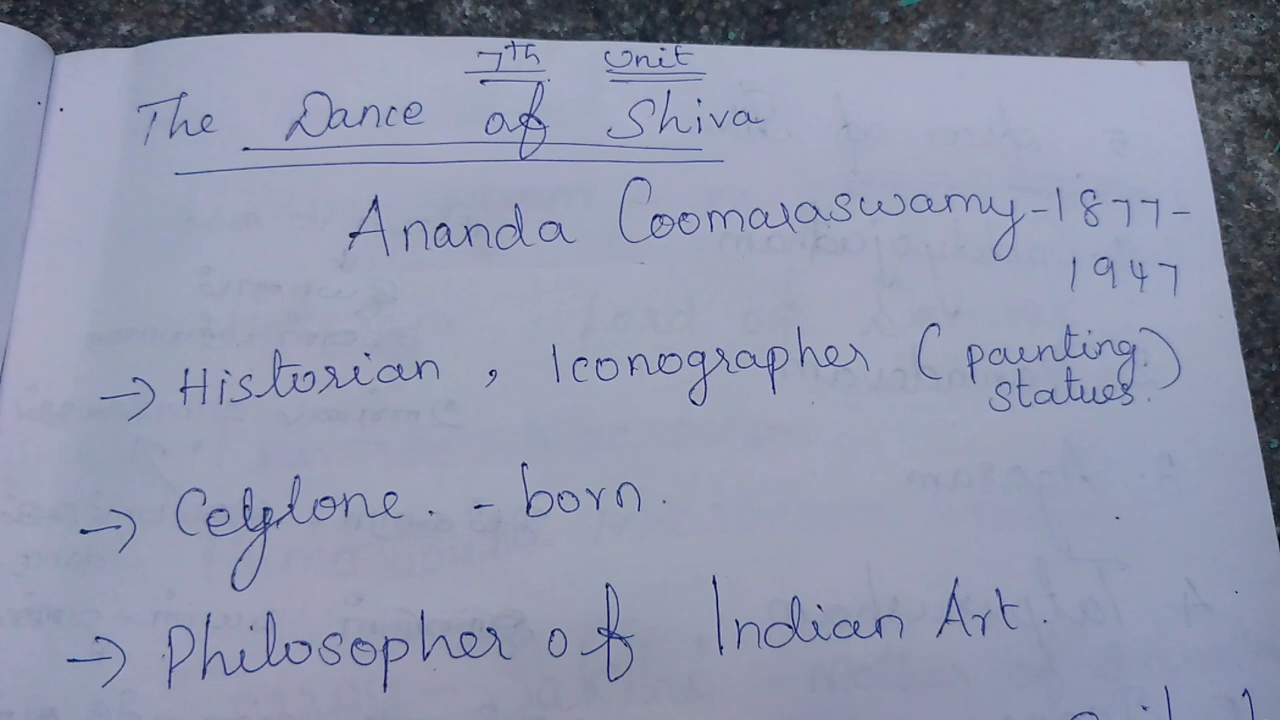 7th Unit
The Dance of Shiva
Ananda Coomaraswamy - 1877-
1947
→ Historian, Iconographer (painting.
statues.)
→ Ceylone. - born.
→ Philosopher of Indian Art.